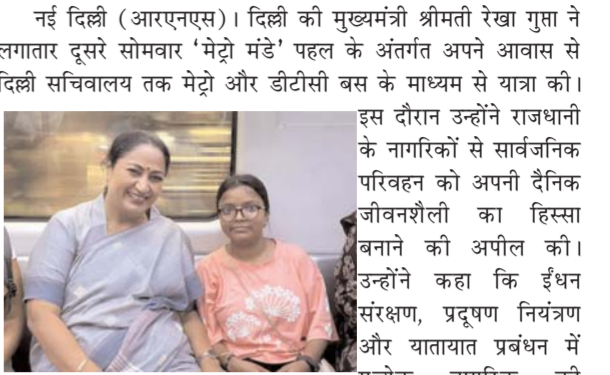 नई दिल्ली (आरएनएस)। दिल्ली की मुख्यमंत्री श्रीमती रेखा गुप्ता ने
लगातार दूसरे सोमवार ‘मेट्रो मंडे’ पहल के अंतर्गत अपने आवास से
दिल्ली सचिवालय तक मेट्रो और डीटीसी बस के माध्यम से यात्रा की।
इस दौरान उन्होंने राजधानी
के नागरिकों से सार्वजनिक
परिवहन को अपनी दैनिक
जीवनशैली का हिस्सा
बनाने की अपील की।
उन्होंने कहा कि ईंधन
संरक्षण, प्रदूषण नियंत्रण
और यातायात प्रबंधन में